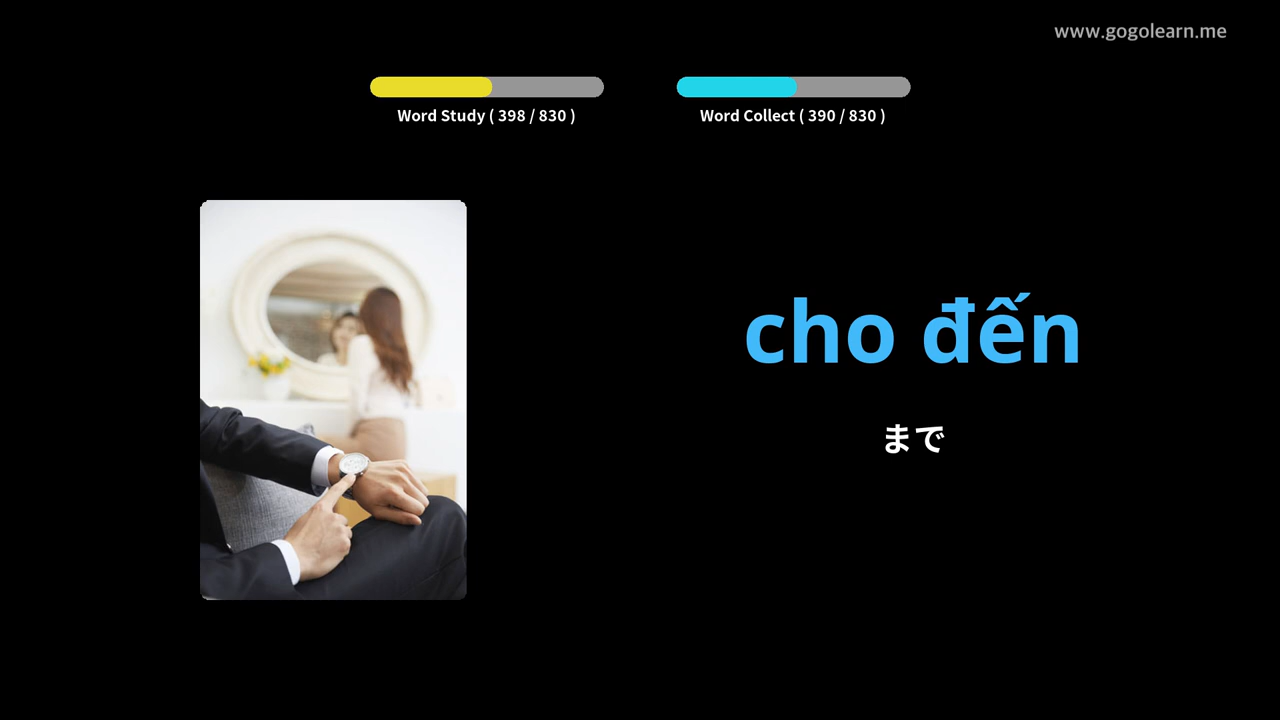 www.gogolearn.me
Word Study ( 398 / 830 )
Word Collect ( 390 / 830 )
cho đến
まで